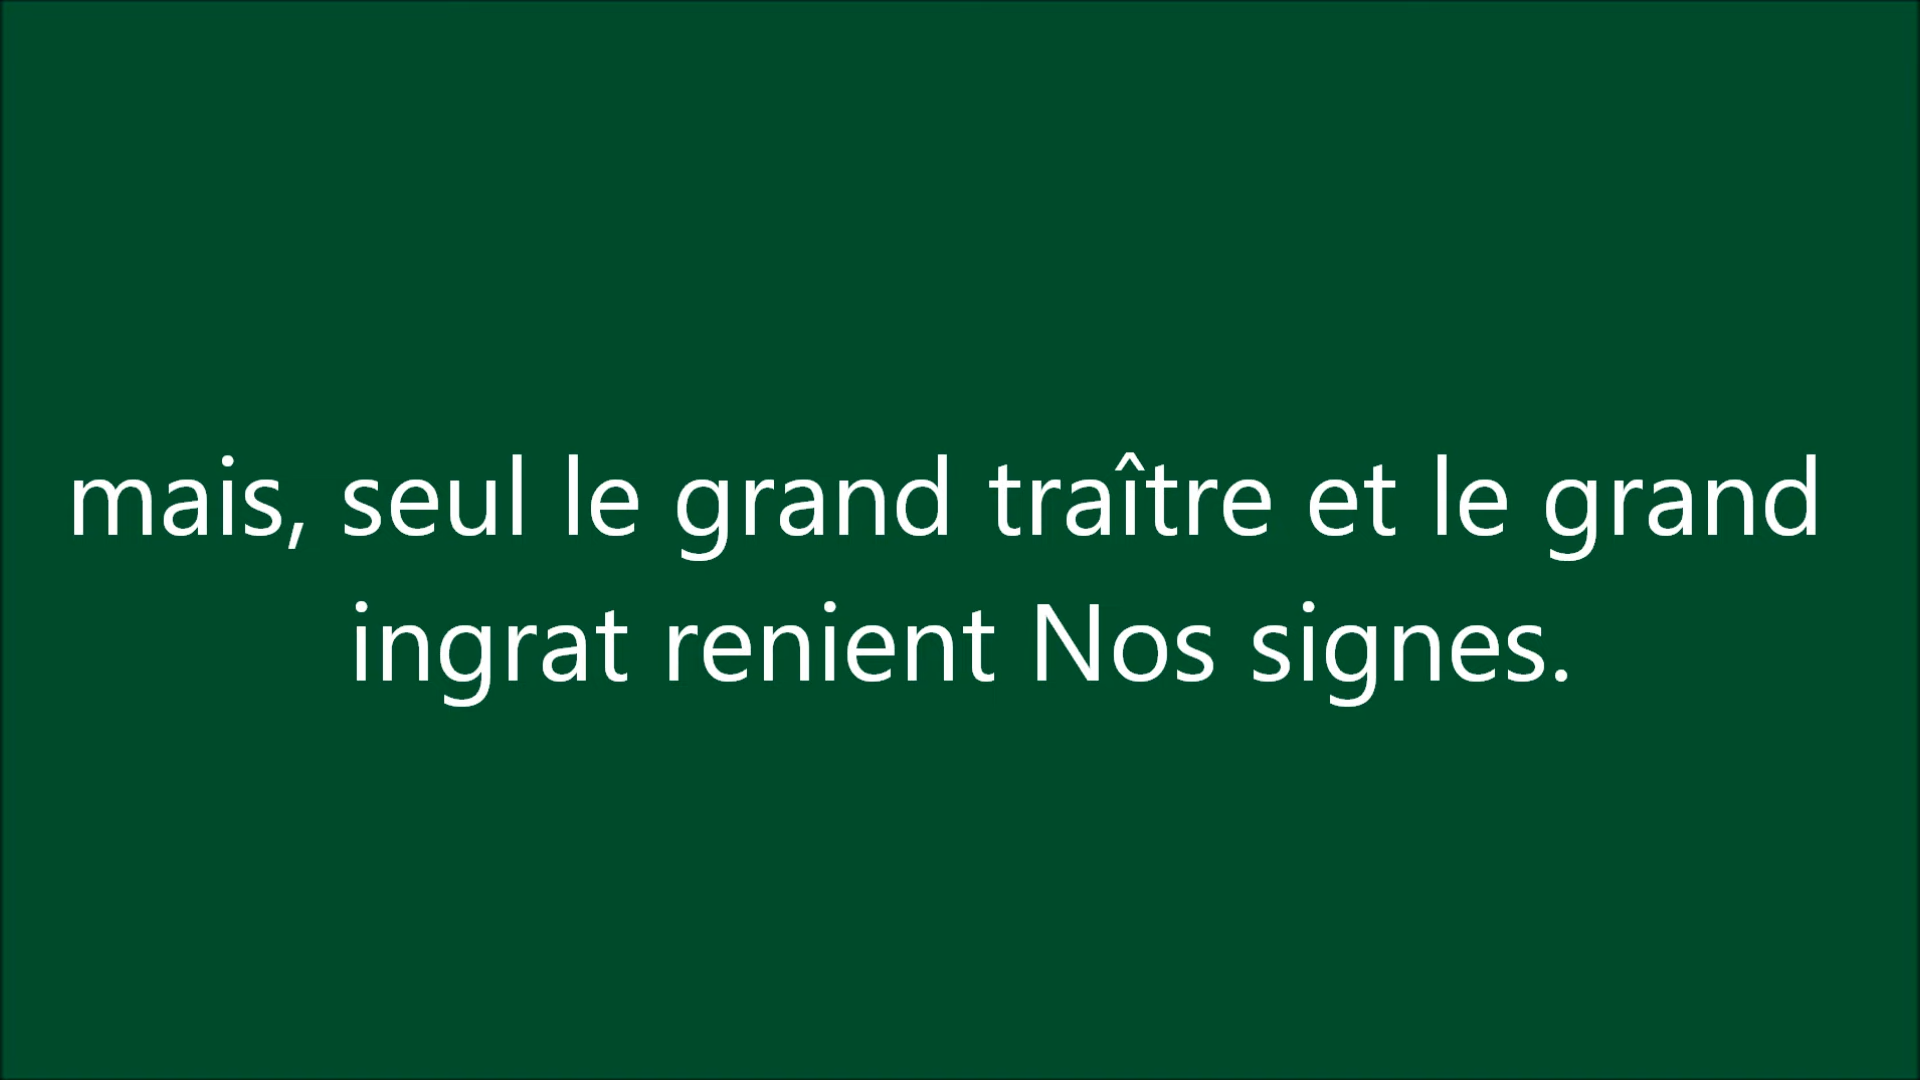 mais, seul le grand traître et le grand
ingrat renient Nos signes.